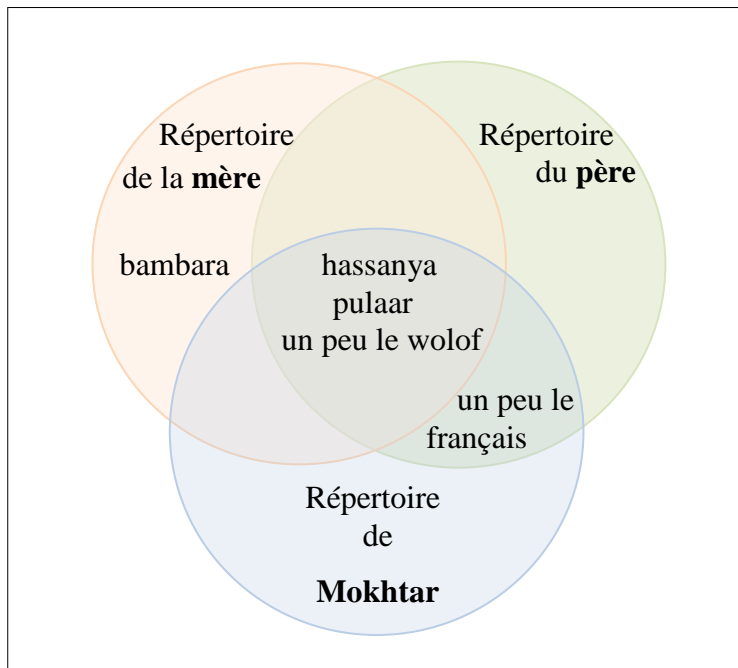 Répertoire
de la mère
Répertoire
du père
bambara
hassanya
pulaar
un peu le wolof
un peu le
français
Répertoire
de
Mokhtar